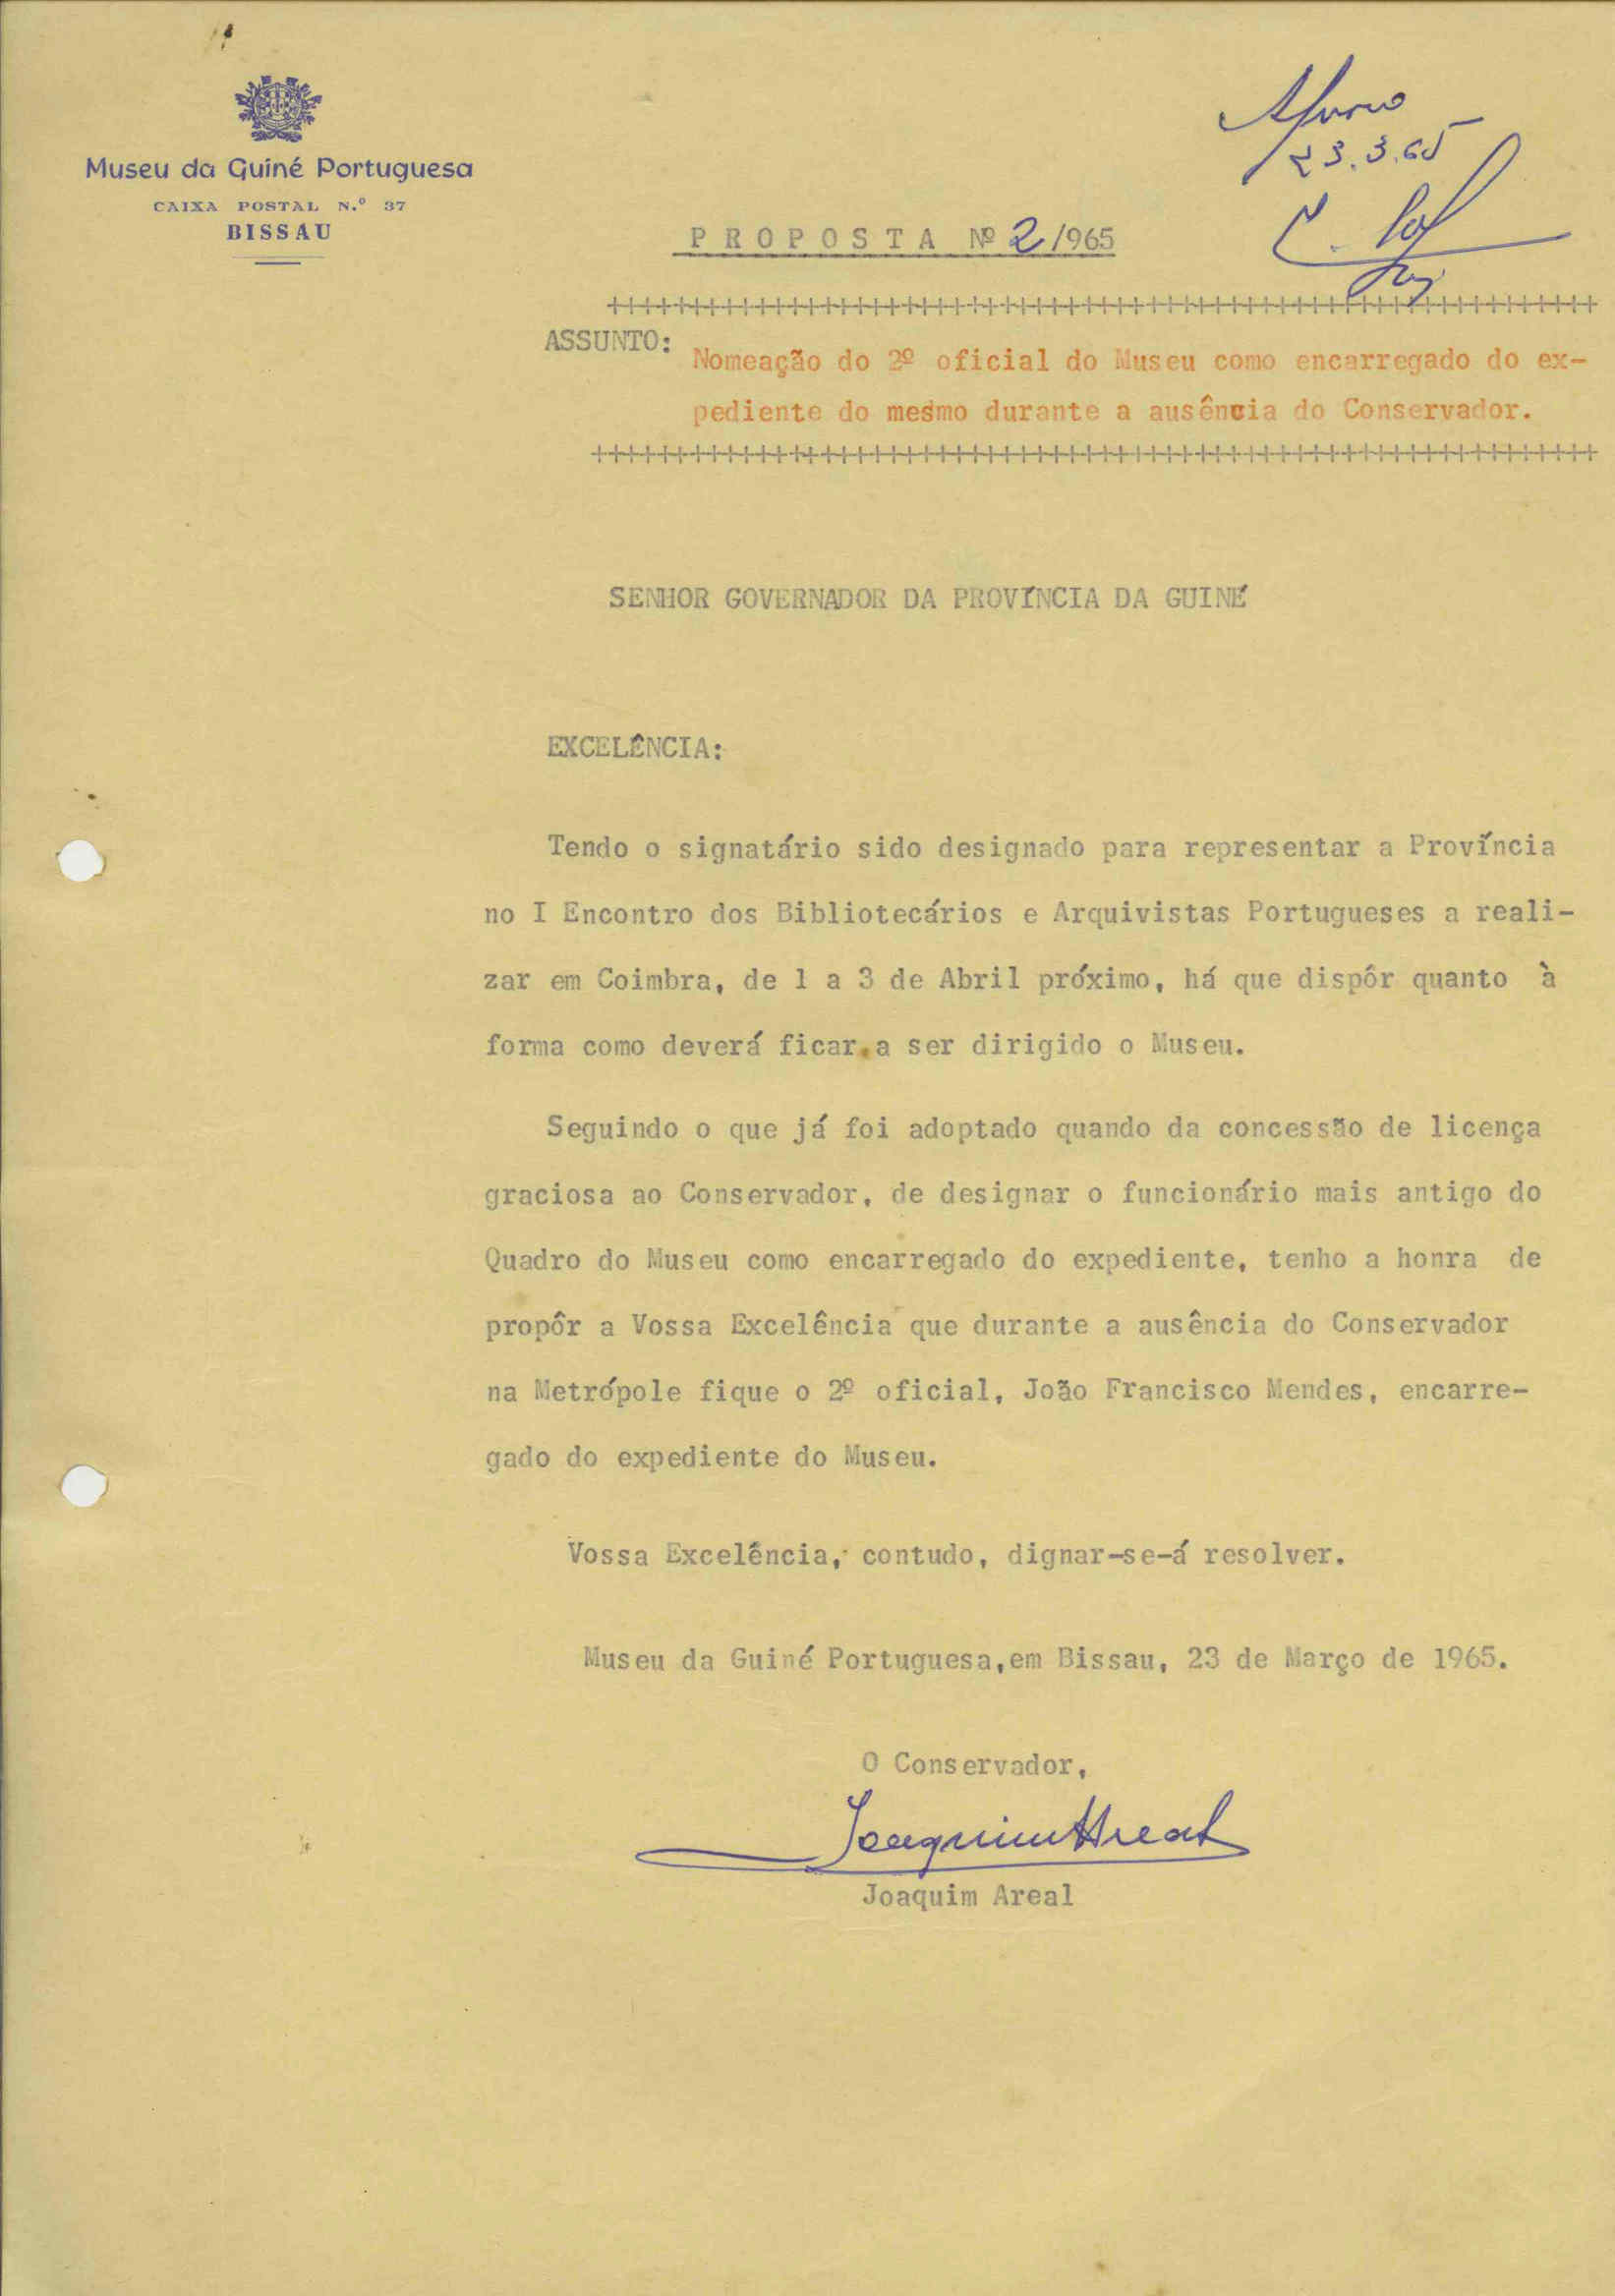 Museu da Guiné Portuguesa
CAIXA POSTAL N.º 37
BISSAU
Aprovo
23.3.65
PROPOSTA Nº 2/965
++++++++++++++++++++++++++++++++++++++++++++++++++++++++++++
ASSUNTO:
Nomeação do 2º oficial do Museu como encarregado do ex-
pediente do mesmo durante a ausência do Conservador.
+++++++++++++++++++++++++++++++++++++++++++++++++++++++++++++
SENHOR GOVERNADOR DA PROVÍNCIA DA GUINÉ
EXCELÊNCIA:
Tendo o signatário sido designado para representar a Província
no I Encontro dos Bibliotecários e Arquivistas Portugueses a reali-
zar em Coimbra, de 1 a 3 de Abril próximo, há que dispôr quanto à
forma como deverá ficar a ser dirigido o Museu.
Seguindo o que já foi adoptado quando da concessão de licença
graciosa ao Conservador, de designar o funcionário mais antigo do
Quadro do Museu como encarregado do expediente, tenho a honra de
propôr a Vossa Excelência que durante a ausência do Conservador
na Metrópole fique o 2º oficial, João Francisco Mendes, encarre-
gado do expediente do Museu.
Vossa Excelência, contudo, dignar-se-á resolver.
Museu da Guiné Portuguesa,em Bissau, 23 de Março de 1965.
O Conservador,
Joaquim Areal
Joaquim Areal